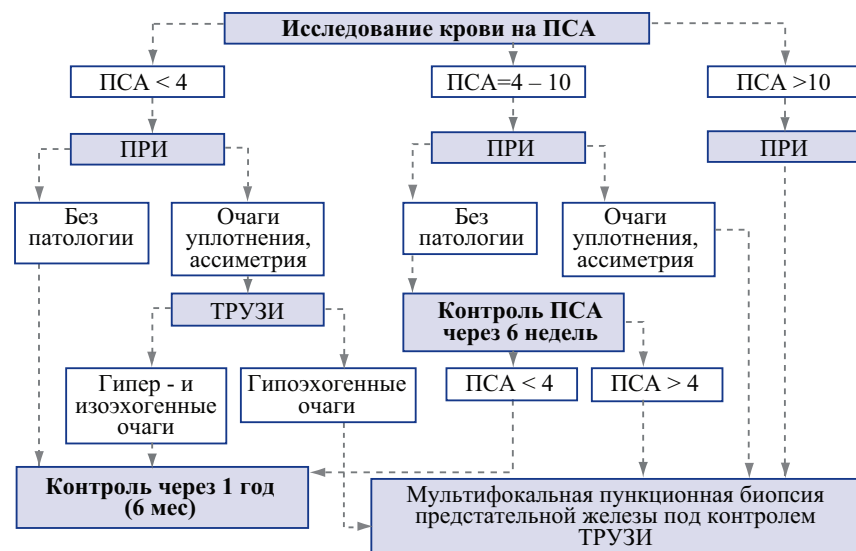 Исследование крови на ПСА
ПСА < 4
ПСА=4 – 10
ПСА >10
ПРИ
ПРИ
ПРИ
Без
патологии
Очаги
уплотнения,
ассиметрия
Без
патологии
Очаги
уплотнения,
ассиметрия
ТРУЗИ
Контроль ПСА
через 6 недель
Гипер - и
изоэхогенные
очаги
Гипоэхогенные
очаги
ПСА < 4
ПСА > 4
Контроль через 1 год
(6 мес)
Мультифокальная пункционная биопсия
предстательной железы под контролем
ТРУЗИ